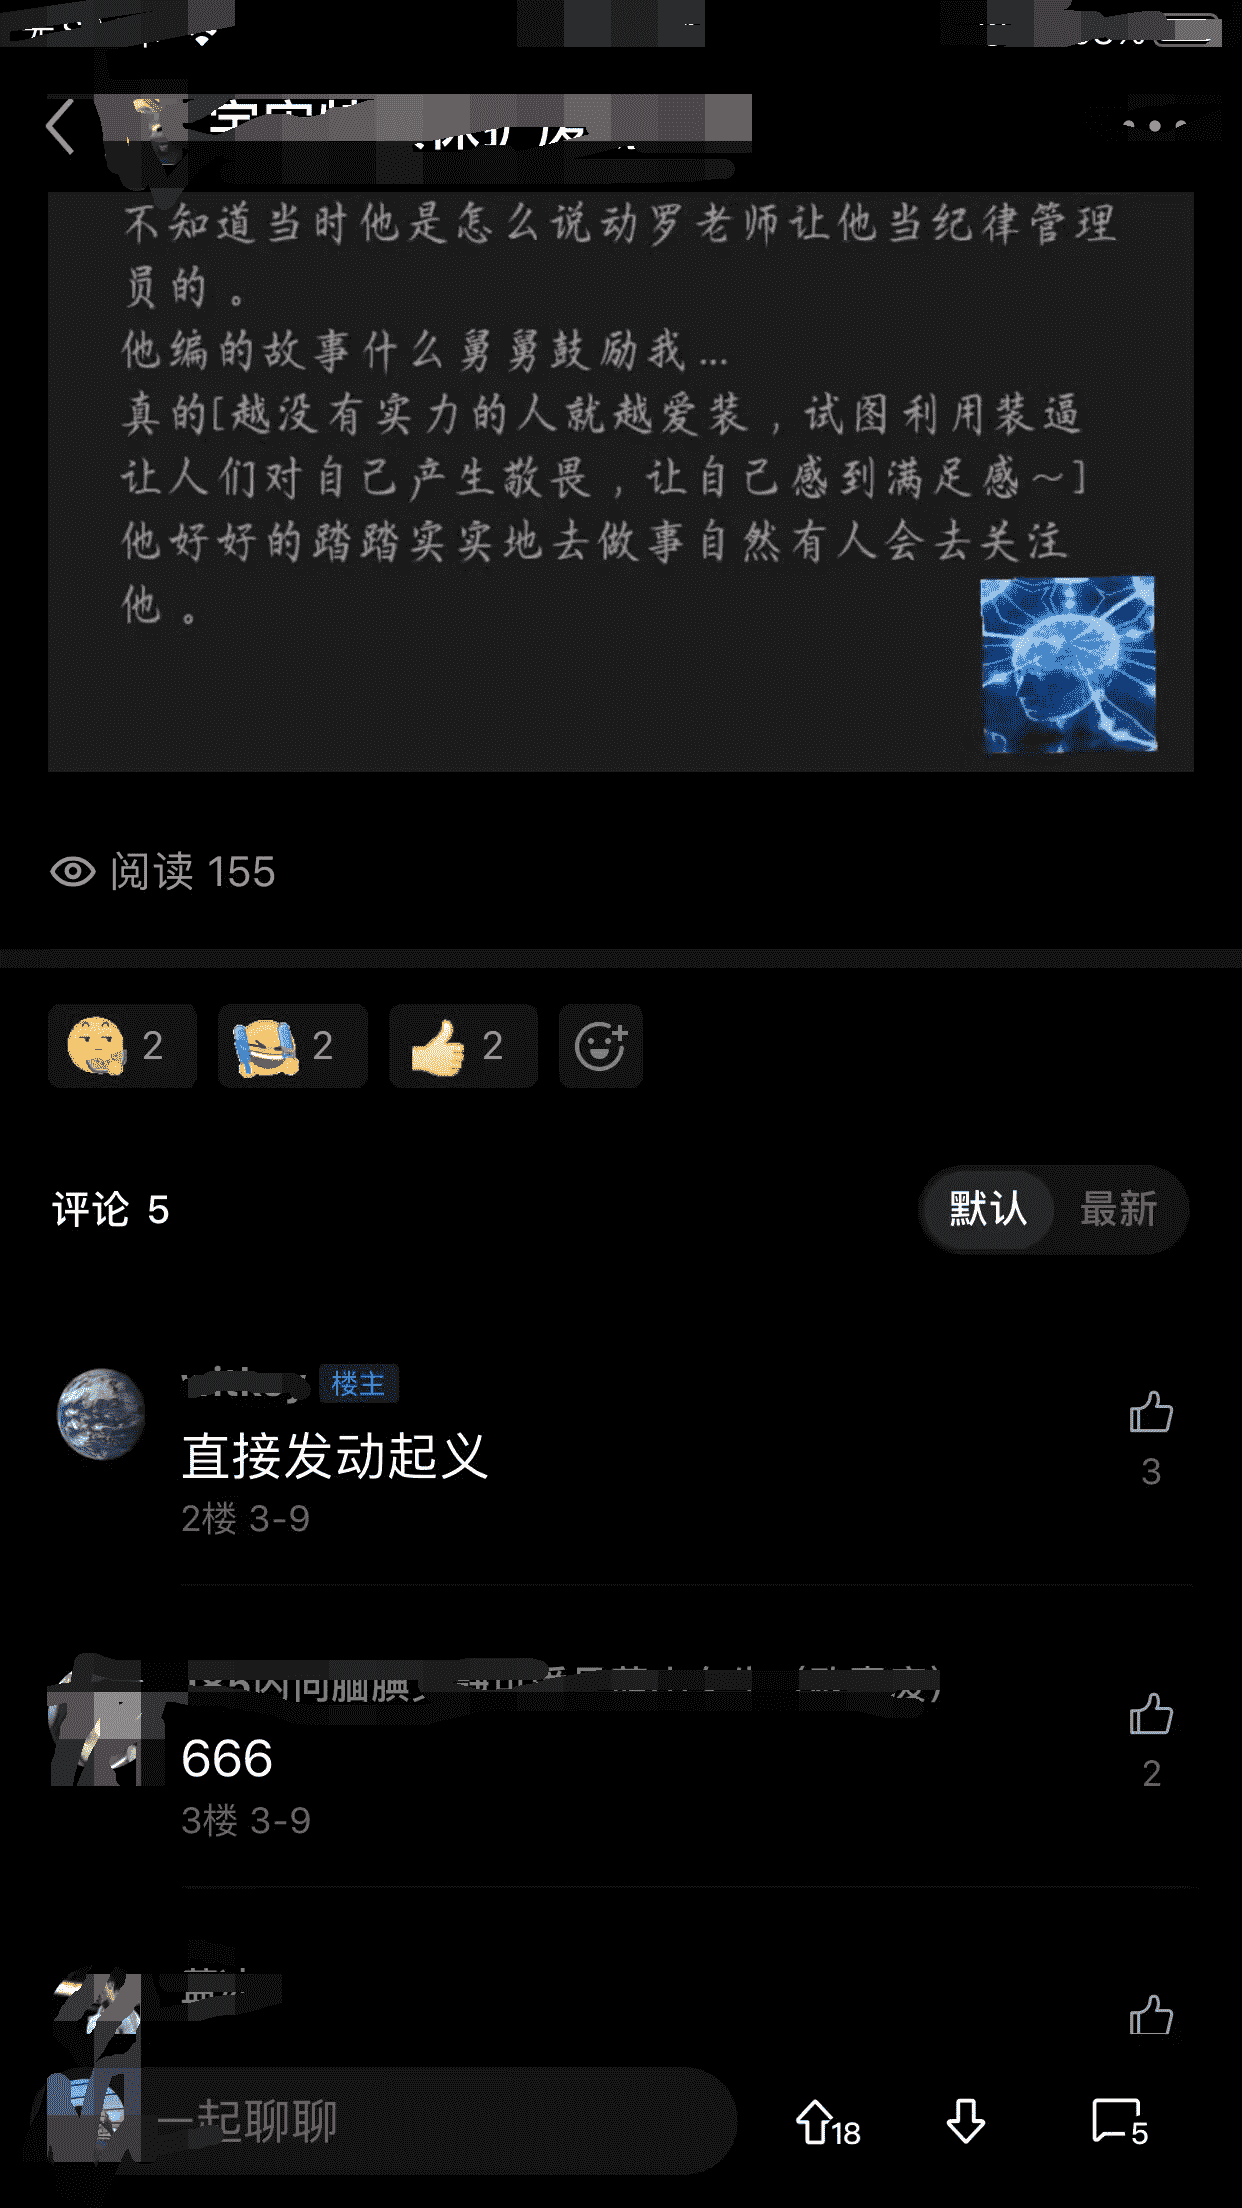 不知道当时他是怎么说动罗老师让他当纪律管理
员的。
他编的故事什么舅舅鼓励我...
真的[越没有实力的人就越爱装，试图利用装逼
让人们对自己产生敬畏，让自己感到满足感～]
他好好的踏踏实实地去做事自然有人会去关注
他。
阅读 155
2 2 2
评论 5
默认 最新
楼主
直接发动起义
3
2楼 3-9
666
2
3楼 3-9
一起聊聊
18
5